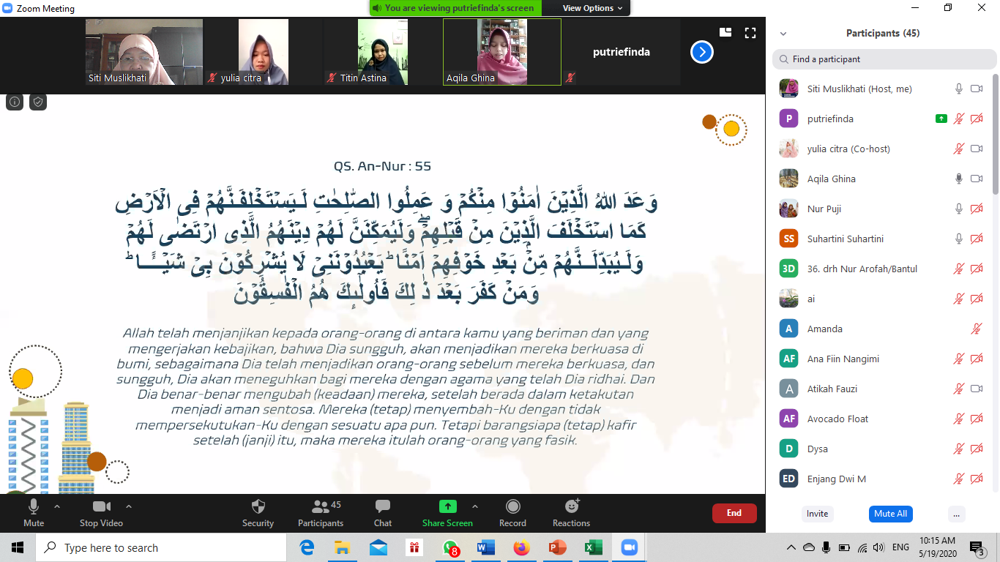 Zoom Meeting
You are viewing putriefinda's screen
View Options
Siti Muslikhati
yulia citra
Titin Astina
Aqila Ghina
putriefinda
QS. An-Nur : 55
وَعَدَ اللّٰهُ الَّذِيْنَ اٰمَنُوْا مِنْكُمْ وَ عَمِلُوا الصّٰلِحٰتِ لَـيَسْتَخْلِفَـنَّهُمْ فِى الْاَرْضِ
كَمَا اسْتَخْلَفَ الَّذِيْنَ مِنْ قَبْلِهِمْۖ وَلَيُمَكِّنَنَّ لَهُمْ دِيْنَهُمُ الَّذِى ارْتَضٰى لَهُمْ
وَلَـيُبَدِّلَــنَّهُمْ مِّنْۢ بَعْدِ خَوْفِهِمْ اَمْنًاۗ يَعْبُدُوْنَنِىْ لَا يُشْرِكُوْنَ بِىْ شَيْــًٔــاۗ
وَمَنْ كَفَرَ بَعْدَ ذٰ لِكَ فَاُولٰٓئِكَ هُمُ الْفٰسِقُوْنَ
Allah telah menjanjikan kepada orang-orang di antara kamu yang beriman dan yang
mengerjakan kebajikan, bahwa Dia sungguh, akan menjadikan mereka berkuasa di
bumi, sebagaimana Dia telah menjadikan orang-orang sebelum mereka berkuasa, dan
sungguh, Dia akan meneguhkan bagi mereka dengan agama yang telah Dia ridhai. Dan
Dia benar-benar mengubah (keadaan) mereka, setelah berada dalam ketakutan
menjadi aman sentosa. Mereka (tetap) menyembah-Ku dengan tidak
mempersekutukan-Ku dengan sesuatu apa pun. Tetapi barangsiapa (tetap) kafir
setelah (janji) itu, maka mereka itulah orang-orang yang fasik.
Participants (45)
Find a participant
Siti Muslikhati (Host, me)
P putriefinda
yulia citra (Co-host)
Aqila Ghina
Nur Puji
SS Suhartini Suhartini
3D 36. drh Nur Arofah/Bantul
ai
A Amanda
AF Ana Fiin Nangimi
A Atikah Fauzi
AF Avocado Float
D Dysa
ED Enjang Dwi M
Invite
Mute All
...
Mute
Stop Video
Security
Participants 45
Chat
Share Screen
Record
Reactions
End
Type here to search
8
ENG
10:15 AM
5/19/2020
3